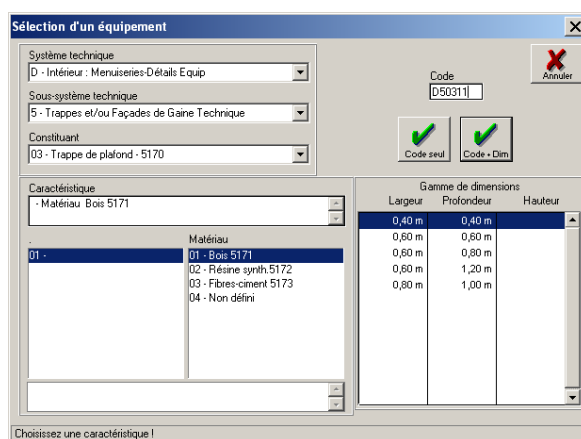 Sélection d'un équipement
Système technique
D - Intérieur : Menuiseries-Détails Equip
Sous-système technique
5 - Trappes et/ou Façades de Gaine Technique
Constituant
03 - Trappe de plafond - 5170
Code
D50311
Annuler
Code seul
Code + Dim
Caractéristique
- Matériau Bois 5171
.
01 -
Matériau
01 - Bois 5171
02 - Résine synth.5172
03 - Fibres-ciment 5173
04 - Non défini
Gamme de dimensions
Largeur Profondeur Hauteur
0,40 m 0,40 m
0,60 m 0,60 m
0,60 m 0,80 m
0,60 m 1,20 m
0,80 m 1,00 m
Choisissez une caractéristique !